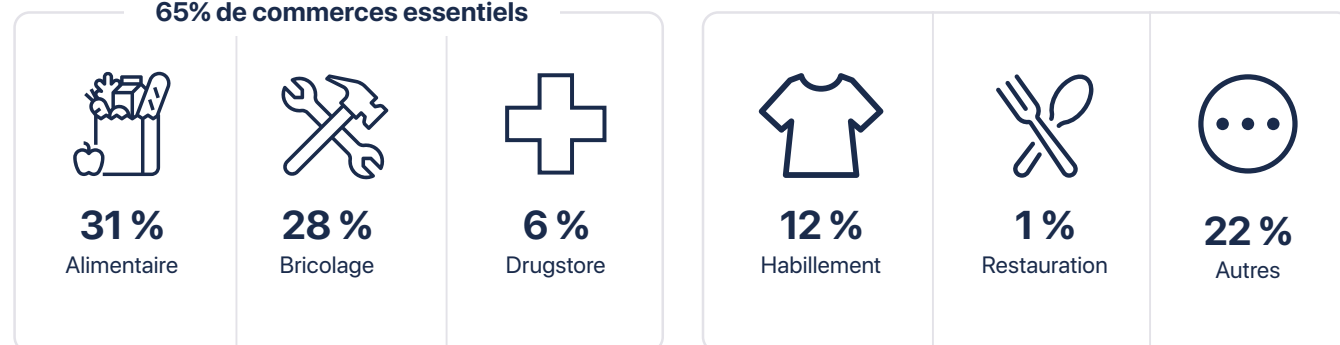 65% de commerces essentiels
31 %
Alimentaire
28 %
Bricolage
6 %
Drugstore
12 %
Habillement
1 %
Restauration
22 %
Autres